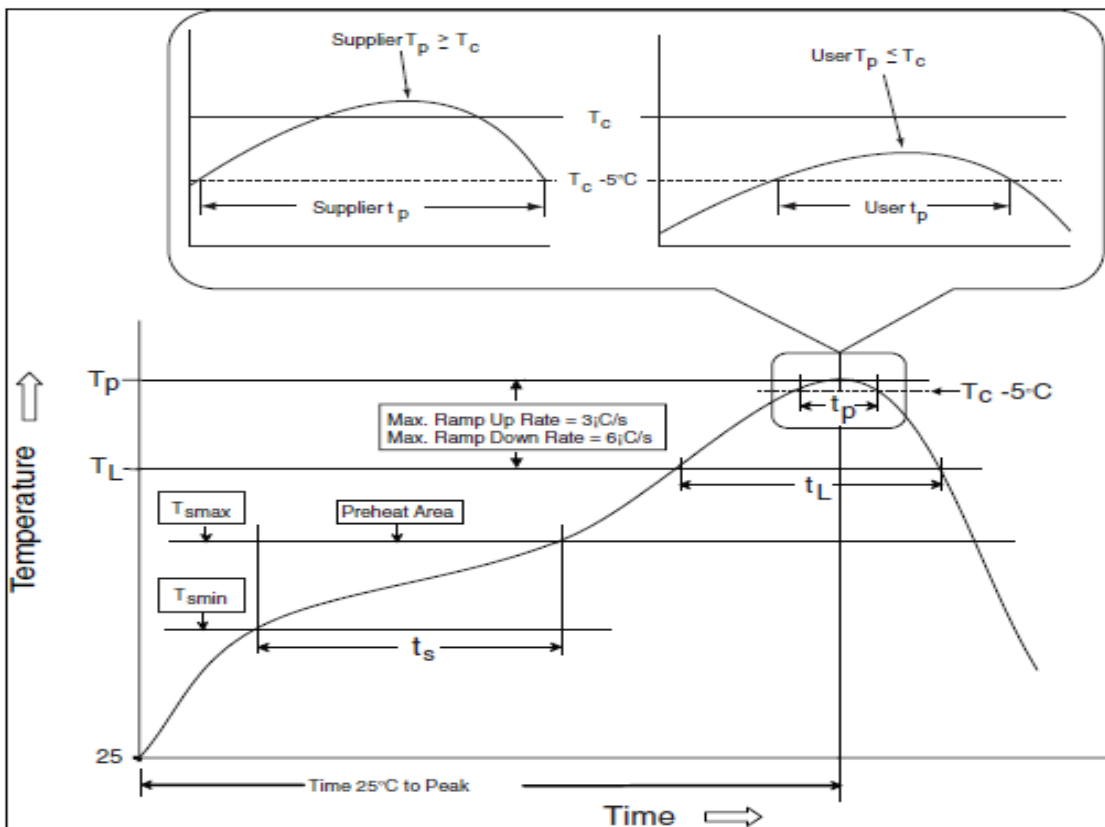 Supplier Tp ≥ Tc
User Tp ≤ Tc
Tc
Tc -5°C
Supplier tp
User tp
Tp
Tc -5°C
tp
Max. Ramp Up Rate = 3¡C/s
Max. Ramp Down Rate = 6¡C/s
TL
tL
Tsmax
Preheat Area
Tsmin
ts
Temperature
25
Time 25°C to Peak
Time